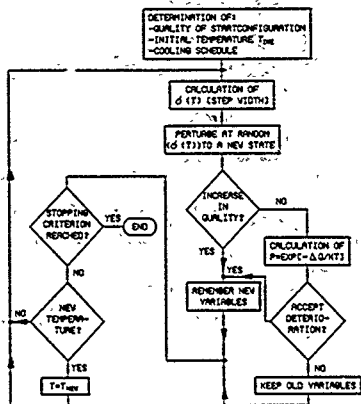 DETERMINATION OF:
-QUALITY OF STARTCONFIGURATION
-INITIAL TEMPERATURE T
-COOLING SCHEDULE
CALCULATION OF
(T) (STEP WIDTH)
PERTURBE AT RANDOM
(T)) TO A NEW STATE
INCREASE
IN
QUALITY?
NO
YES
STOPPING
CRITERION
REACHED?
YES
END
NO
CALCULATION OF
P=EXP(-ΔQ/KT)
YES
REMEMBER NEW
VARIABLES
ACCEPT
DETERIO-
RATION?
NO
NEW
TEMPERA-
TURE?
YES
T=T
NO
KEEP OLD VARIABLES